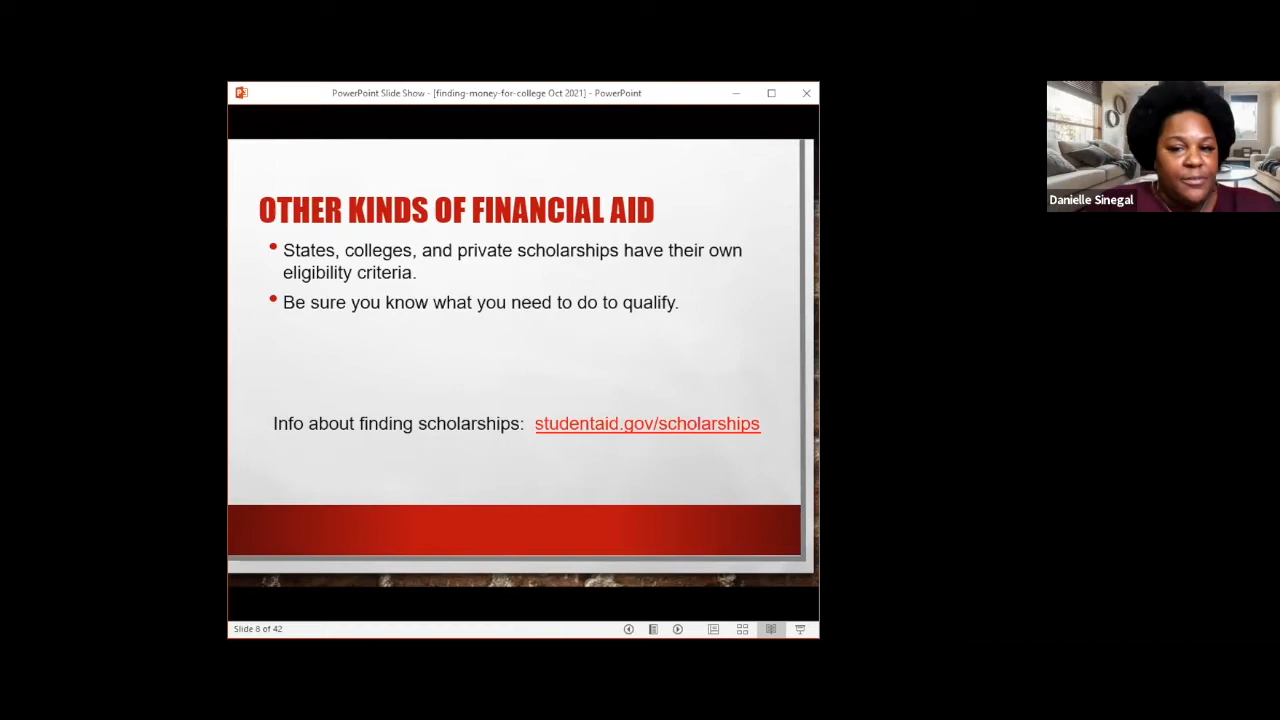 PowerPoint Slide Show - [finding-money-for-college Oct 2021] - PowerPoint
OTHER KINDS OF FINANCIAL AID
• States, colleges, and private scholarships have their own
eligibility criteria.
• Be sure you know what you need to do to qualify.
Info about finding scholarships: studentaid.gov/scholarships
Slide 8 of 42
Danielle Sinegal